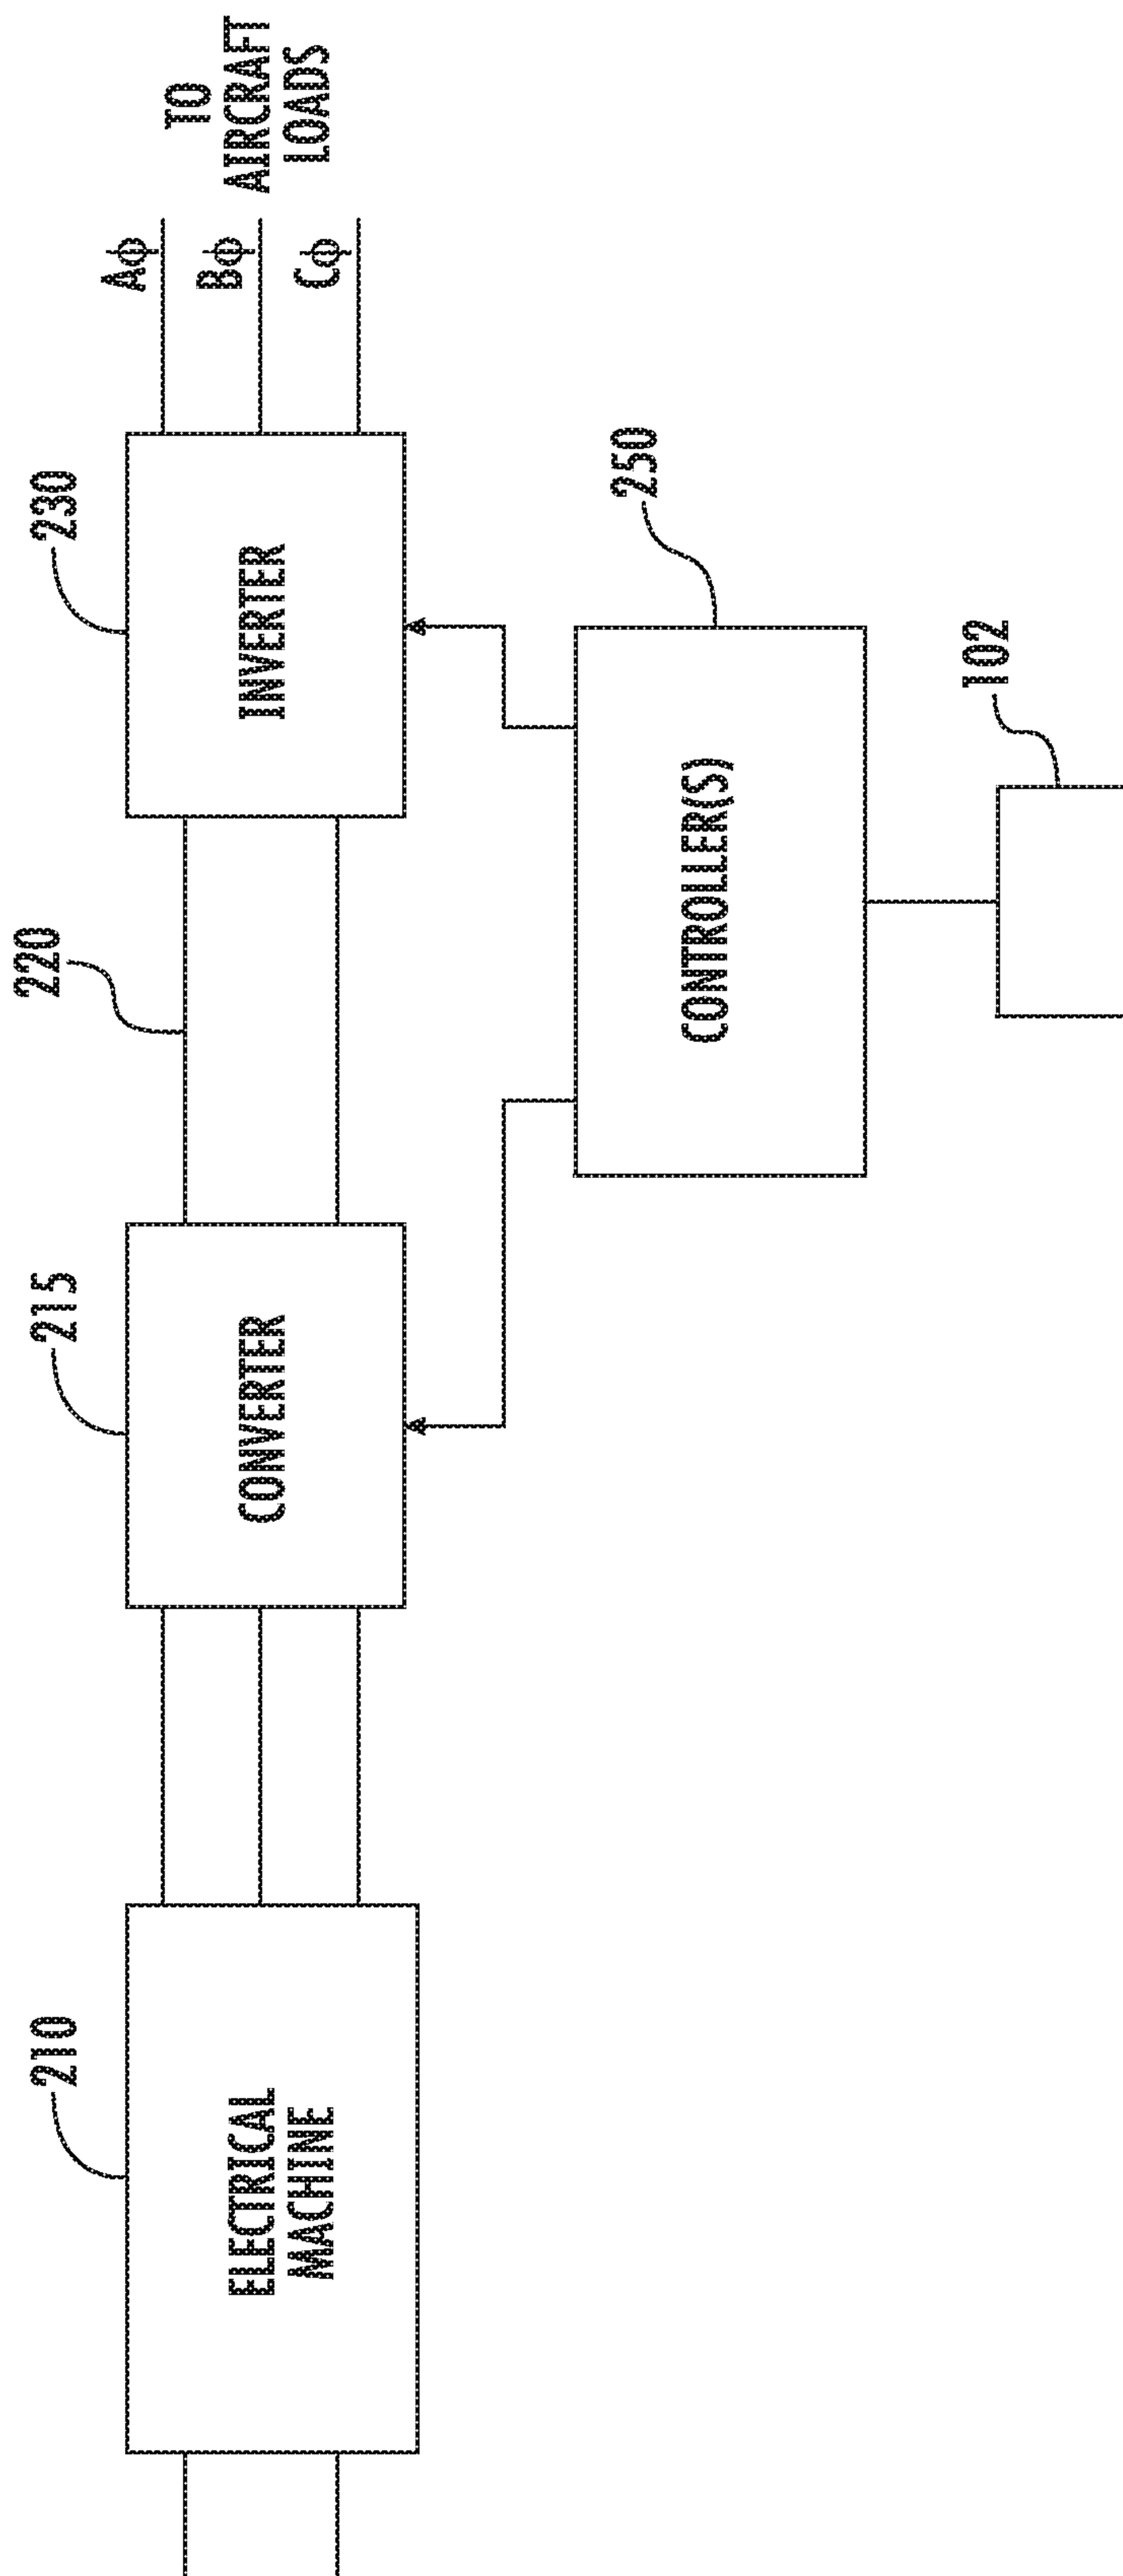 210
ELECTRICAL
MACHINE
215
CONVERTER
220
230
INVERTER
Aϕ
Bϕ
Cϕ
TO
AIRCRAFT
LOADS
250
CONTROLLER(S)
102